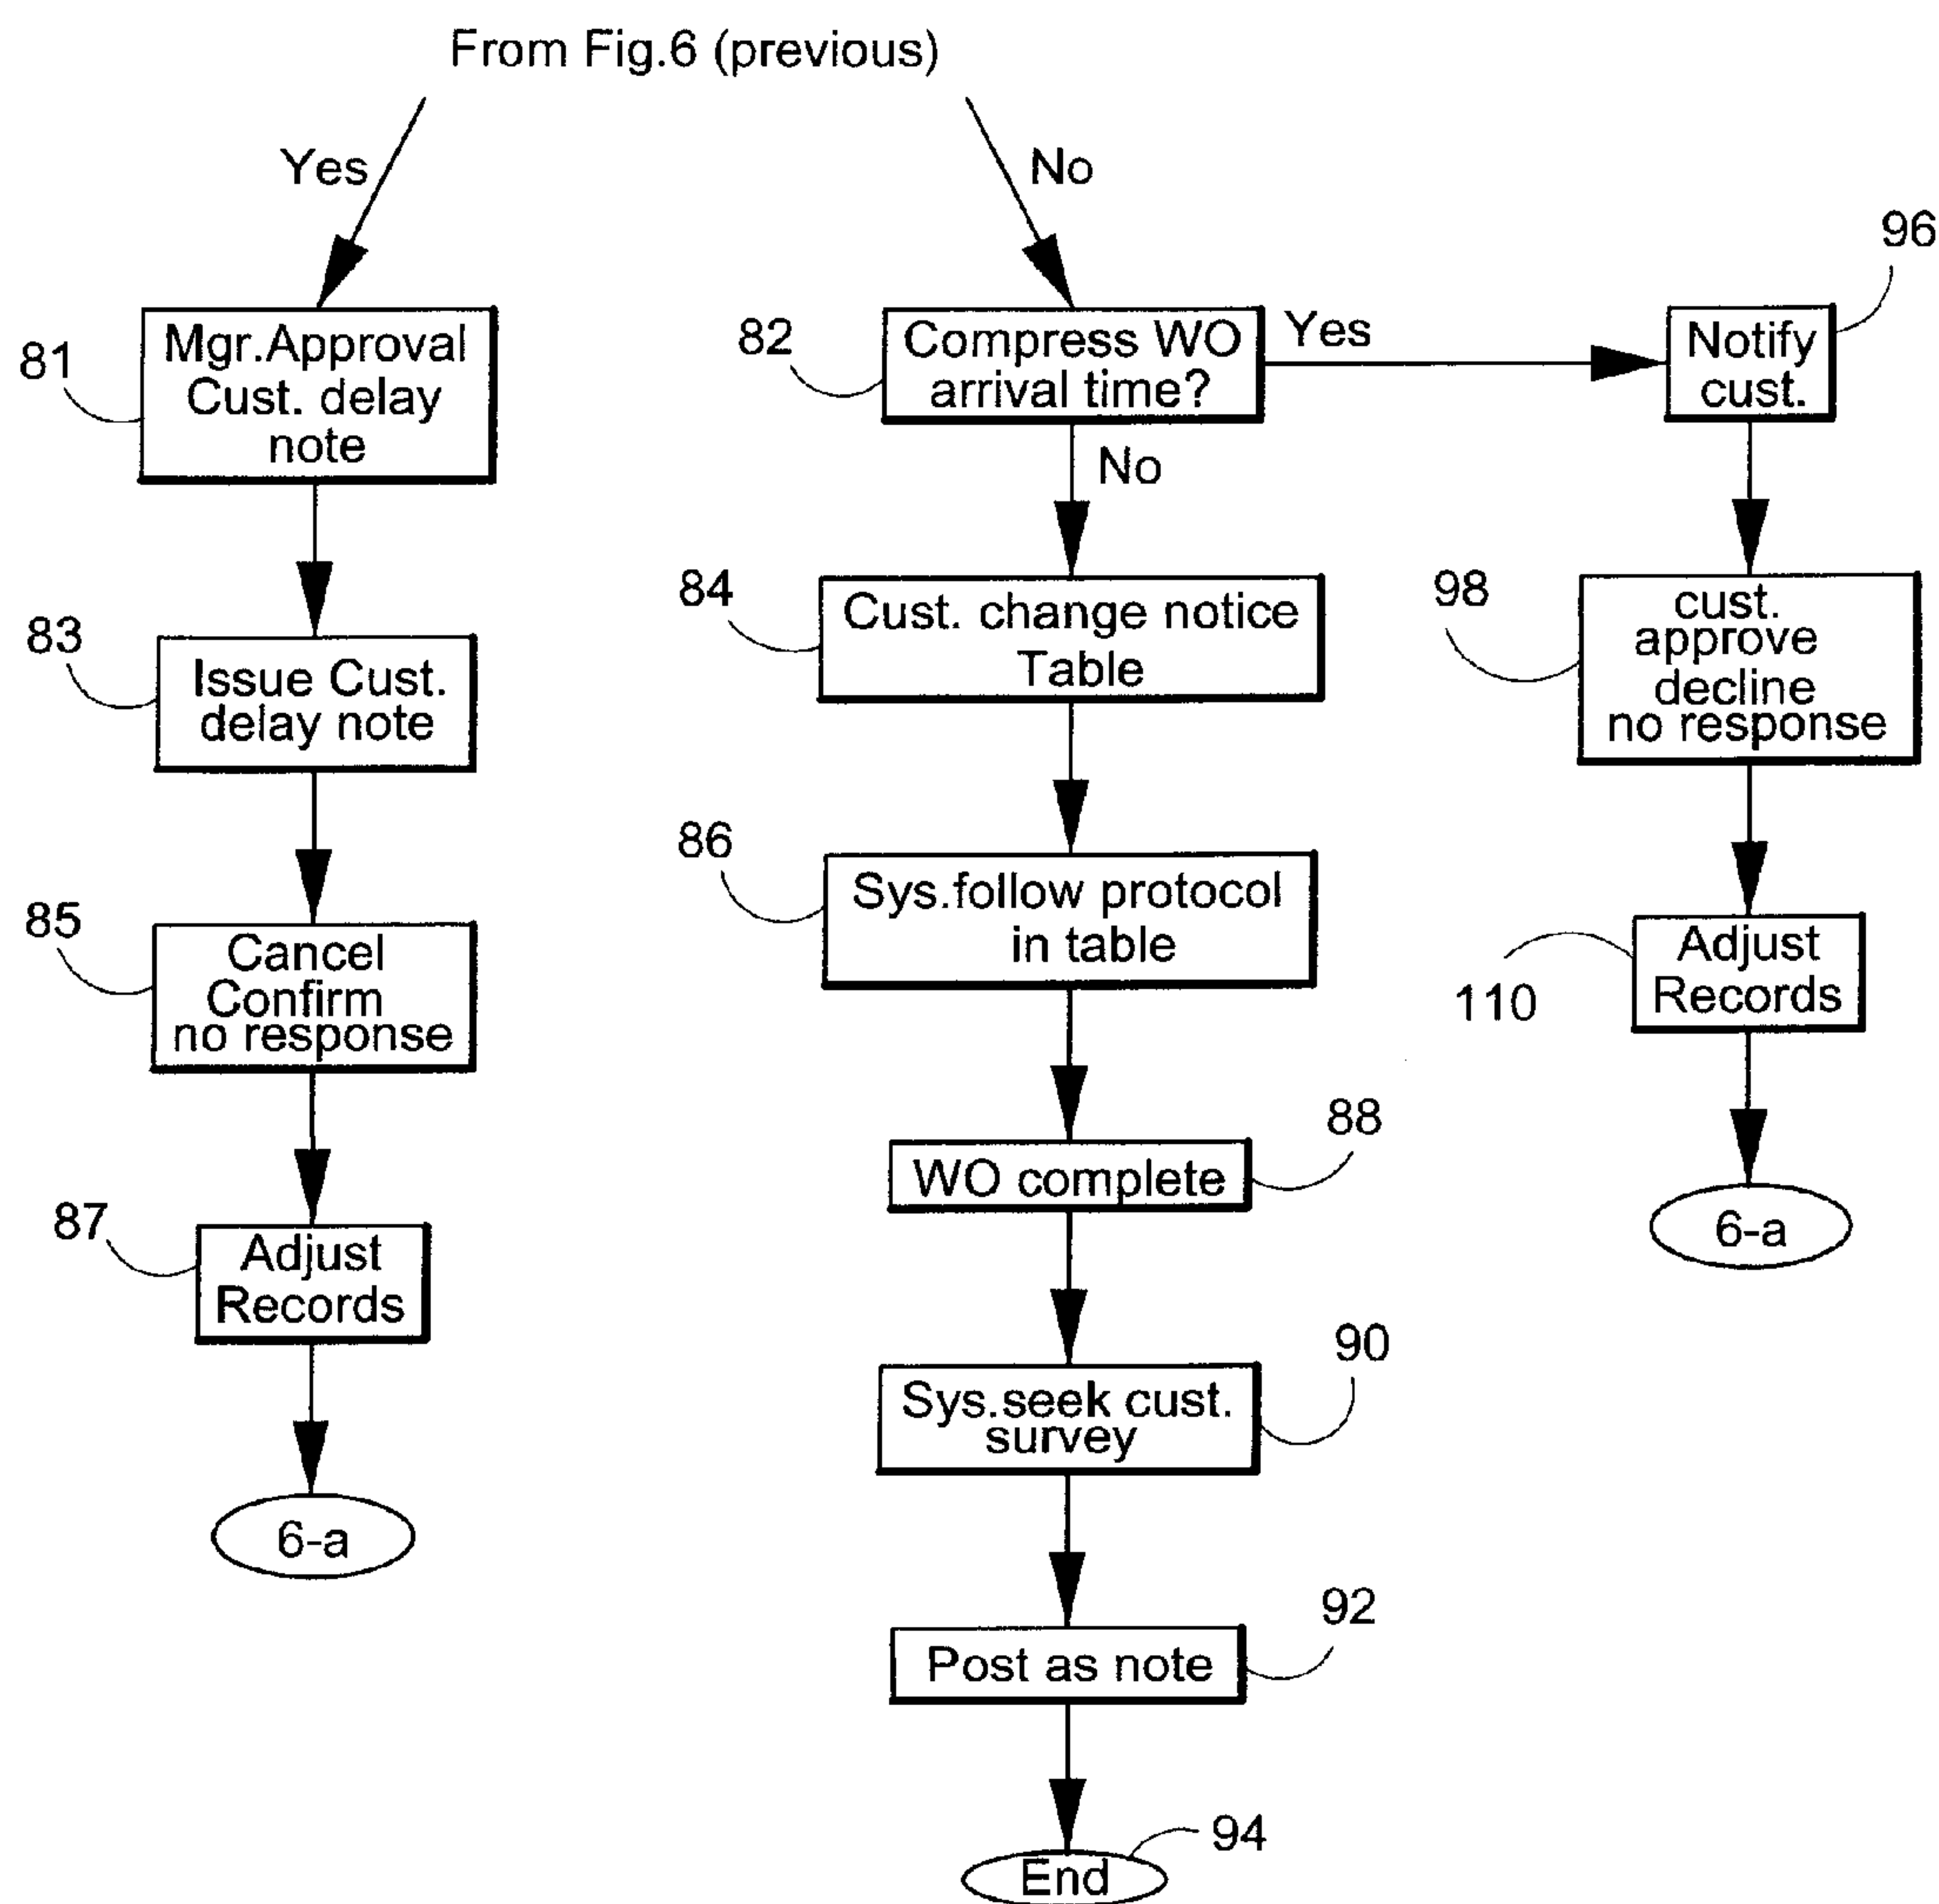 From Fig.6 (previous)
Yes
No
81
Mgr.Approval
Cust. delay
note
83
Issue Cust.
delay note
85
Cancel
Confirm
no response
87
Adjust
Records
6-a
82
Compress WO
arrival time?
Yes
No
84
Cust. change notice
Table
86
Sys.follow protocol
in table
88
WO complete
90
Sys.seek cust.
survey
92
Post as note
94
End
96
Notify
cust.
98
cust.
approve
decline
no response
110
Adjust
Records
6-a